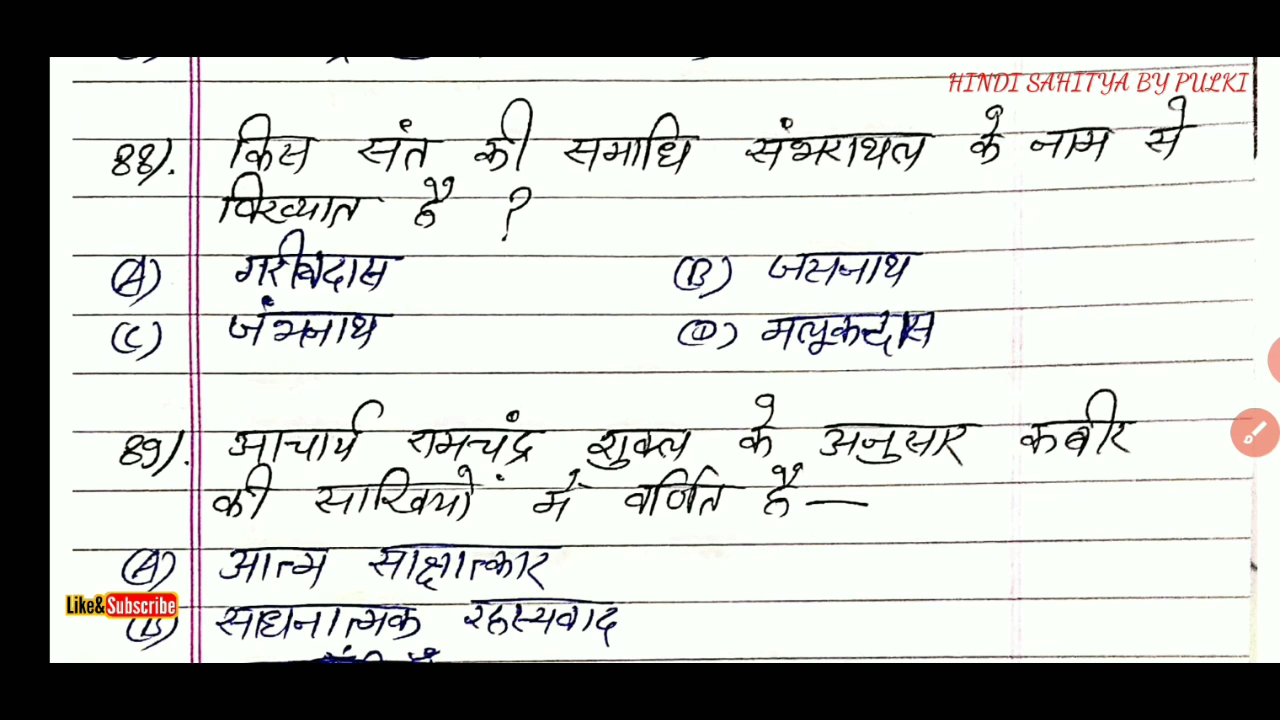 HINDI SAHITYA BY PULKI
88). किस संत की समाधि संभराथल के नाम से
विख्यात है ?
(A) गरीबदास (B) जसनाथ
(C) जंभनाथ (D) मलूकदास
89). आचार्य रामचंद्र शुक्ल के अनुसार कबीर
की साखियों में वर्णित है —
(A) आत्म साक्षात्कार
Like& Subscribe
(B) साधनात्मक रहस्यवाद